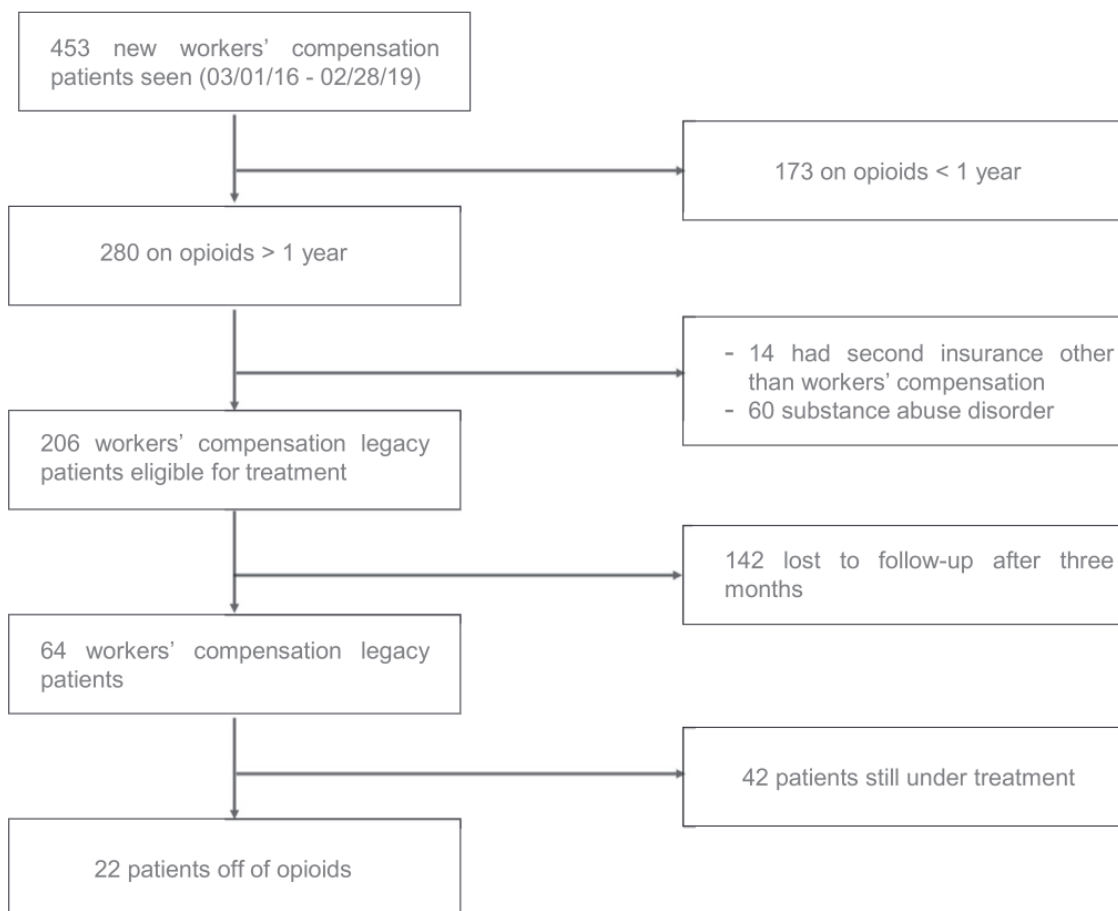 453 new workers’ compensation
patients seen (03/01/16 - 02/28/19)
173 on opioids < 1 year
280 on opioids > 1 year
- 14 had second insurance other
than workers’ compensation
- 60 substance abuse disorder
206 workers’ compensation legacy
patients eligible for treatment
142 lost to follow-up after three
months
64 workers’ compensation legacy
patients
42 patients still under treatment
22 patients off of opioids